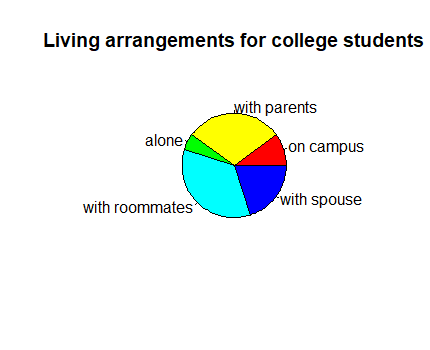 Living arrangements for college students
with parents
alone
on campus
with roommates
with spouse